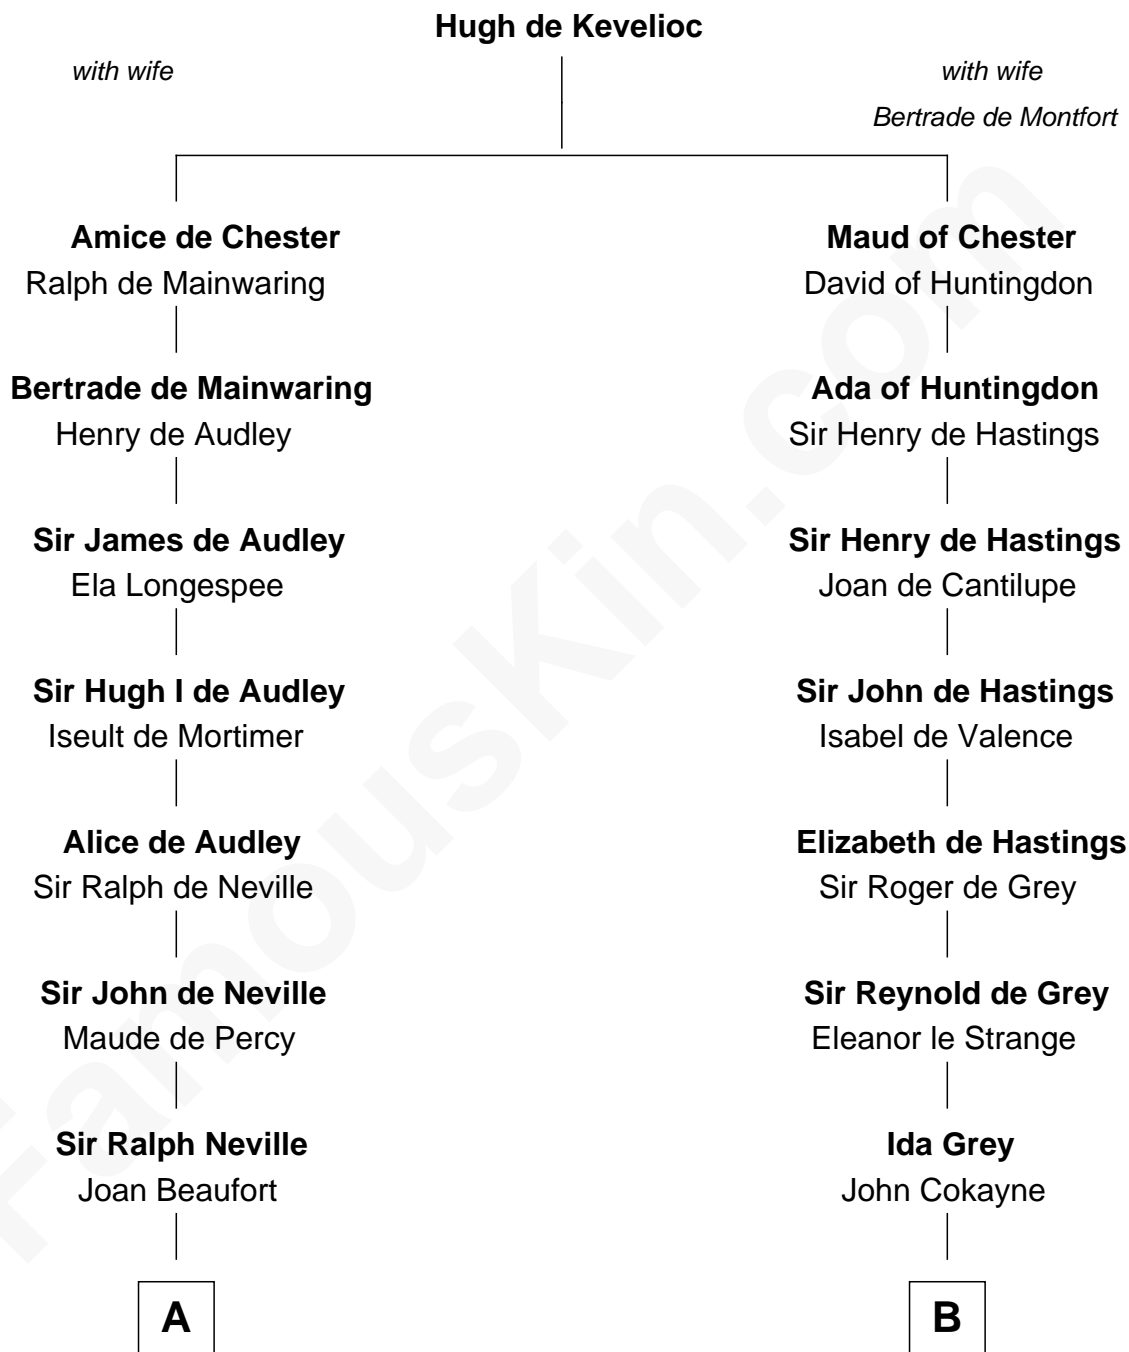 Hugh de Kevelioc
with wife
with wife
Bertrade de Montfort
Amice de Chester
Ralph de Mainwaring
Maud of Chester
David of Huntingdon
Bertrade de Mainwaring
Henry de Audley
Ada of Huntingdon
Sir Henry de Hastings
Sir James de Audley
Ela Longespee
Sir Henry de Hastings
Joan de Cantilupe
Sir Hugh I de Audley
Iseult de Mortimer
Sir John de Hastings
Isabel de Valence
Alice de Audley
Sir Ralph de Neville
Elizabeth de Hastings
Sir Roger de Grey
Sir John de Neville
Maude de Percy
Sir Reynold de Grey
Eleanor le Strange
Sir Ralph Neville
Joan Beaufort
Ida Grey
John Cokayne
A
B
FamousKin.com